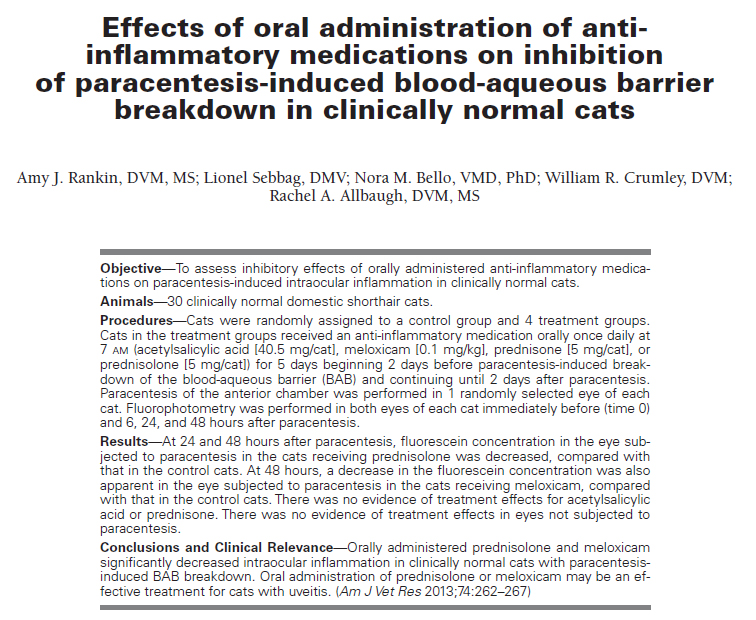 Effects of oral administration of anti-
inflammatory medications on inhibition
of paracentesis-induced blood-aqueous barrier
breakdown in clinically normal cats
Amy J. Rankin, DVM, MS; Lionel Sebbag, DMV; Nora M. Bello, VMD, PhD; William R. Crumley, DVM;
Rachel A. Allbaugh, DVM, MS
Objective—To assess inhibitory effects of orally administered anti-inflammatory medica-
tions on paracentesis-induced intraocular inflammation in clinically normal cats.
Animals—30 clinically normal domestic shorthair cats.
Procedures—Cats were randomly assigned to a control group and 4 treatment groups.
Cats in the treatment groups received an anti-inflammatory medication orally once daily at
7 AM (acetylsalicylic acid [40.5 mg/cat], meloxicam [0.1 mg/kg], prednisone [5 mg/cat], or
prednisolone [5 mg/cat]) for 5 days beginning 2 days before paracentesis-induced break-
down of the blood-aqueous barrier (BAB) and continuing until 2 days after paracentesis.
Paracentesis of the anterior chamber was performed in 1 randomly selected eye of each
cat. Fluorophotometry was performed in both eyes of each cat immediately before (time 0)
and 6, 24, and 48 hours after paracentesis.
Results—At 24 and 48 hours after paracentesis, fluorescein concentration in the eye sub-
jected to paracentesis in the cats receiving prednisolone was decreased, compared with
that in the control cats. At 48 hours, a decrease in the fluorescein concentration was also
apparent in the eye subjected to paracentesis in the cats receiving meloxicam, compared
with that in the control cats. There was no evidence of treatment effects for acetylsalicylic
acid or prednisone. There was no evidence of treatment effects in eyes not subjected to
paracentesis.
Conclusions and Clinical Relevance—Orally administered prednisolone and meloxicam
significantly decreased intraocular inflammation in clinically normal cats with paracentesis-
induced BAB breakdown. Oral administration of prednisolone or meloxicam may be an ef-
fective treatment for cats with uveitis. (Am J Vet Res 2013;74:262–267)